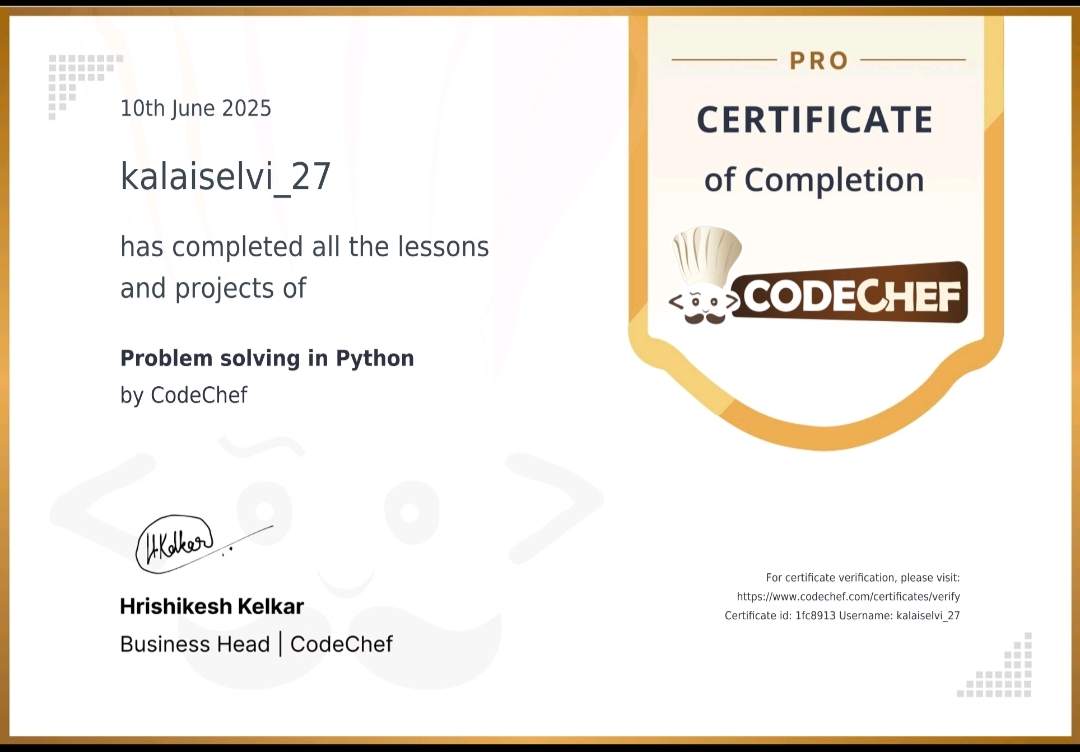 10th June 2025
kalaiselvi_27
has completed all the lessons
and projects of
Problem solving in Python
by CodeChef
PRO
CERTIFICATE
of Completion
CODECHEF
H.Kelkar
Hrishikesh Kelkar
Business Head | CodeChef
For certificate verification, please visit:
https://www.codechef.com/certificates/verify
Certificate id: 1fc8913 Username: kalaiselvi_27